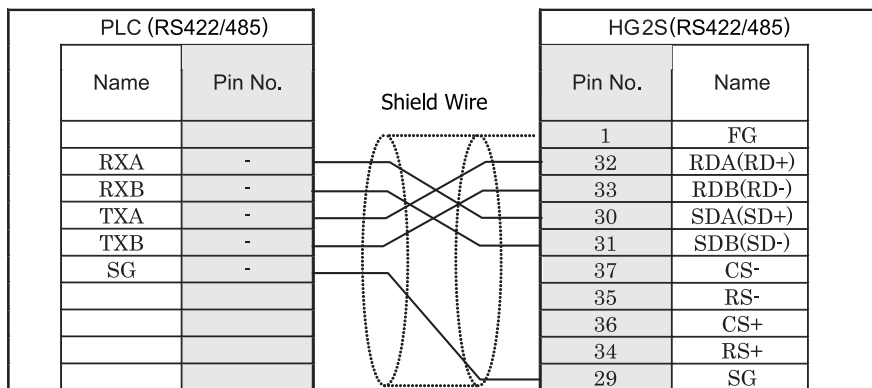 PLC (RS422/485) HG2S(RS422/485)
Name Pin No. Shield Wire Pin No. Name
1 FG
RXA - 32 RDA(RD+)
RXB - 33 RDB(RD-)
TXA - 30 SDA(SD+)
TXB - 31 SDB(SD-)
SG - 37 CS-
35 RS-
36 CS+
34 RS+
29 SG